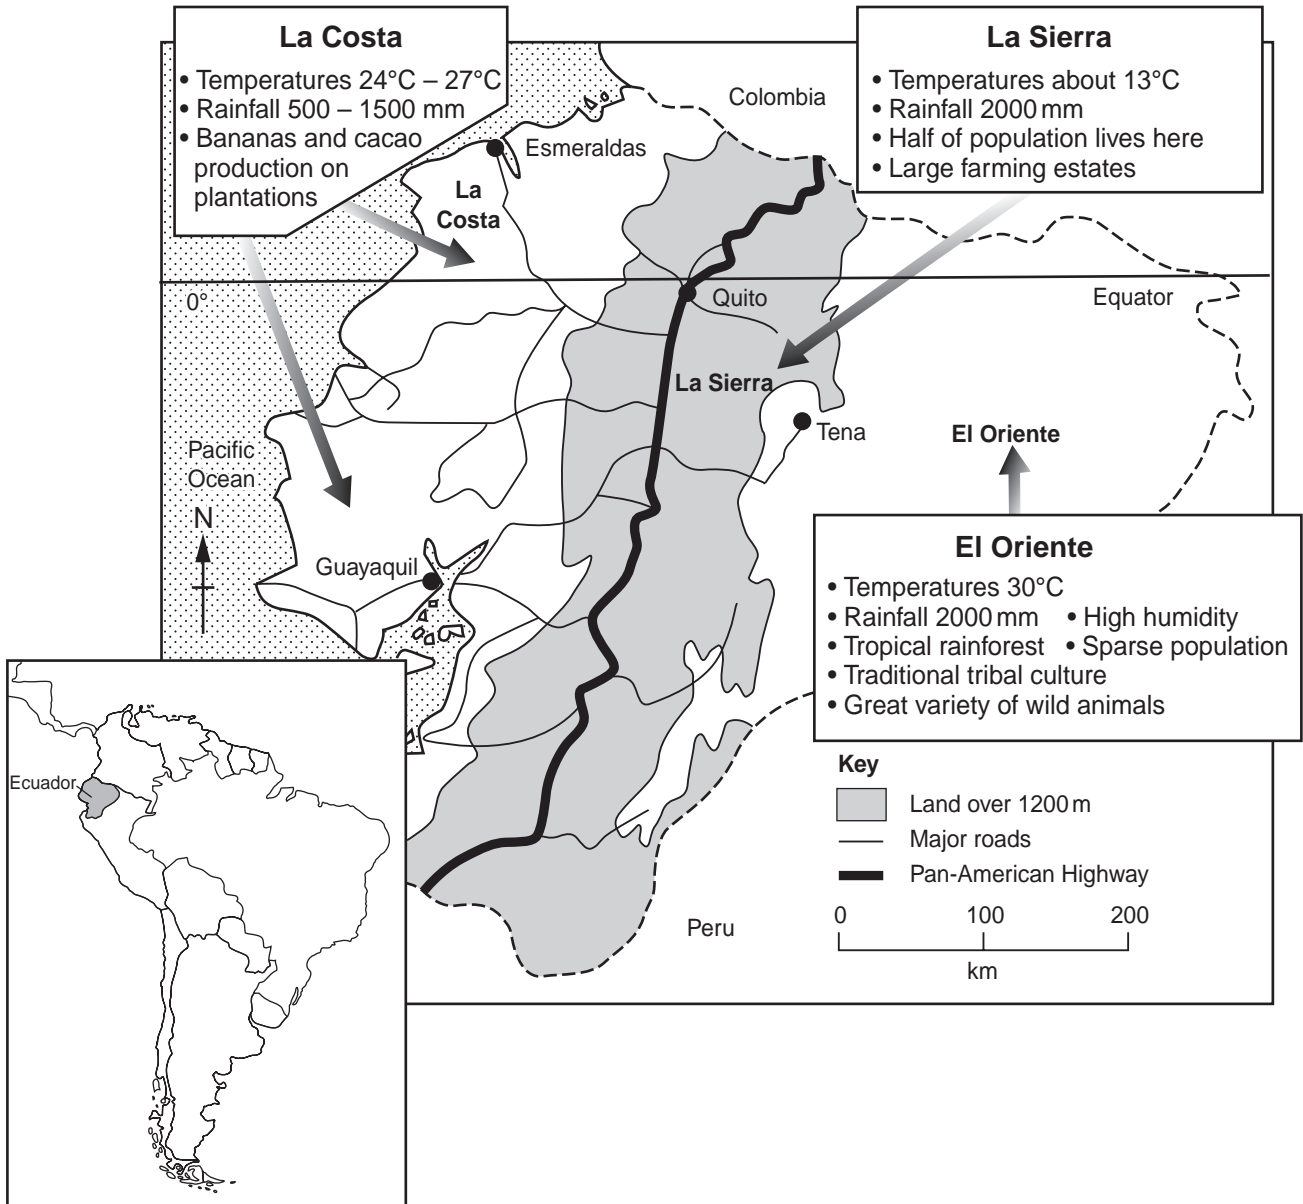 La Costa
• Temperatures 24°C – 27°C
• Rainfall 500 – 1500 mm
• Bananas and cacao
production on
plantations
La Sierra
• Temperatures about 13°C
• Rainfall 2000 mm
• Half of population lives here
• Large farming estates
Colombia
Esmeraldas
La
Costa
0°
Quito
Equator
La Sierra
Tena
El Oriente
Pacific
Ocean
N
Guayaquil
El Oriente
• Temperatures 30°C
• Rainfall 2000 mm • High humidity
• Tropical rainforest • Sparse population
• Traditional tribal culture
• Great variety of wild animals
Ecuador
Key
Land over 1200 m
Major roads
Pan-American Highway
Peru
0 100 200
km